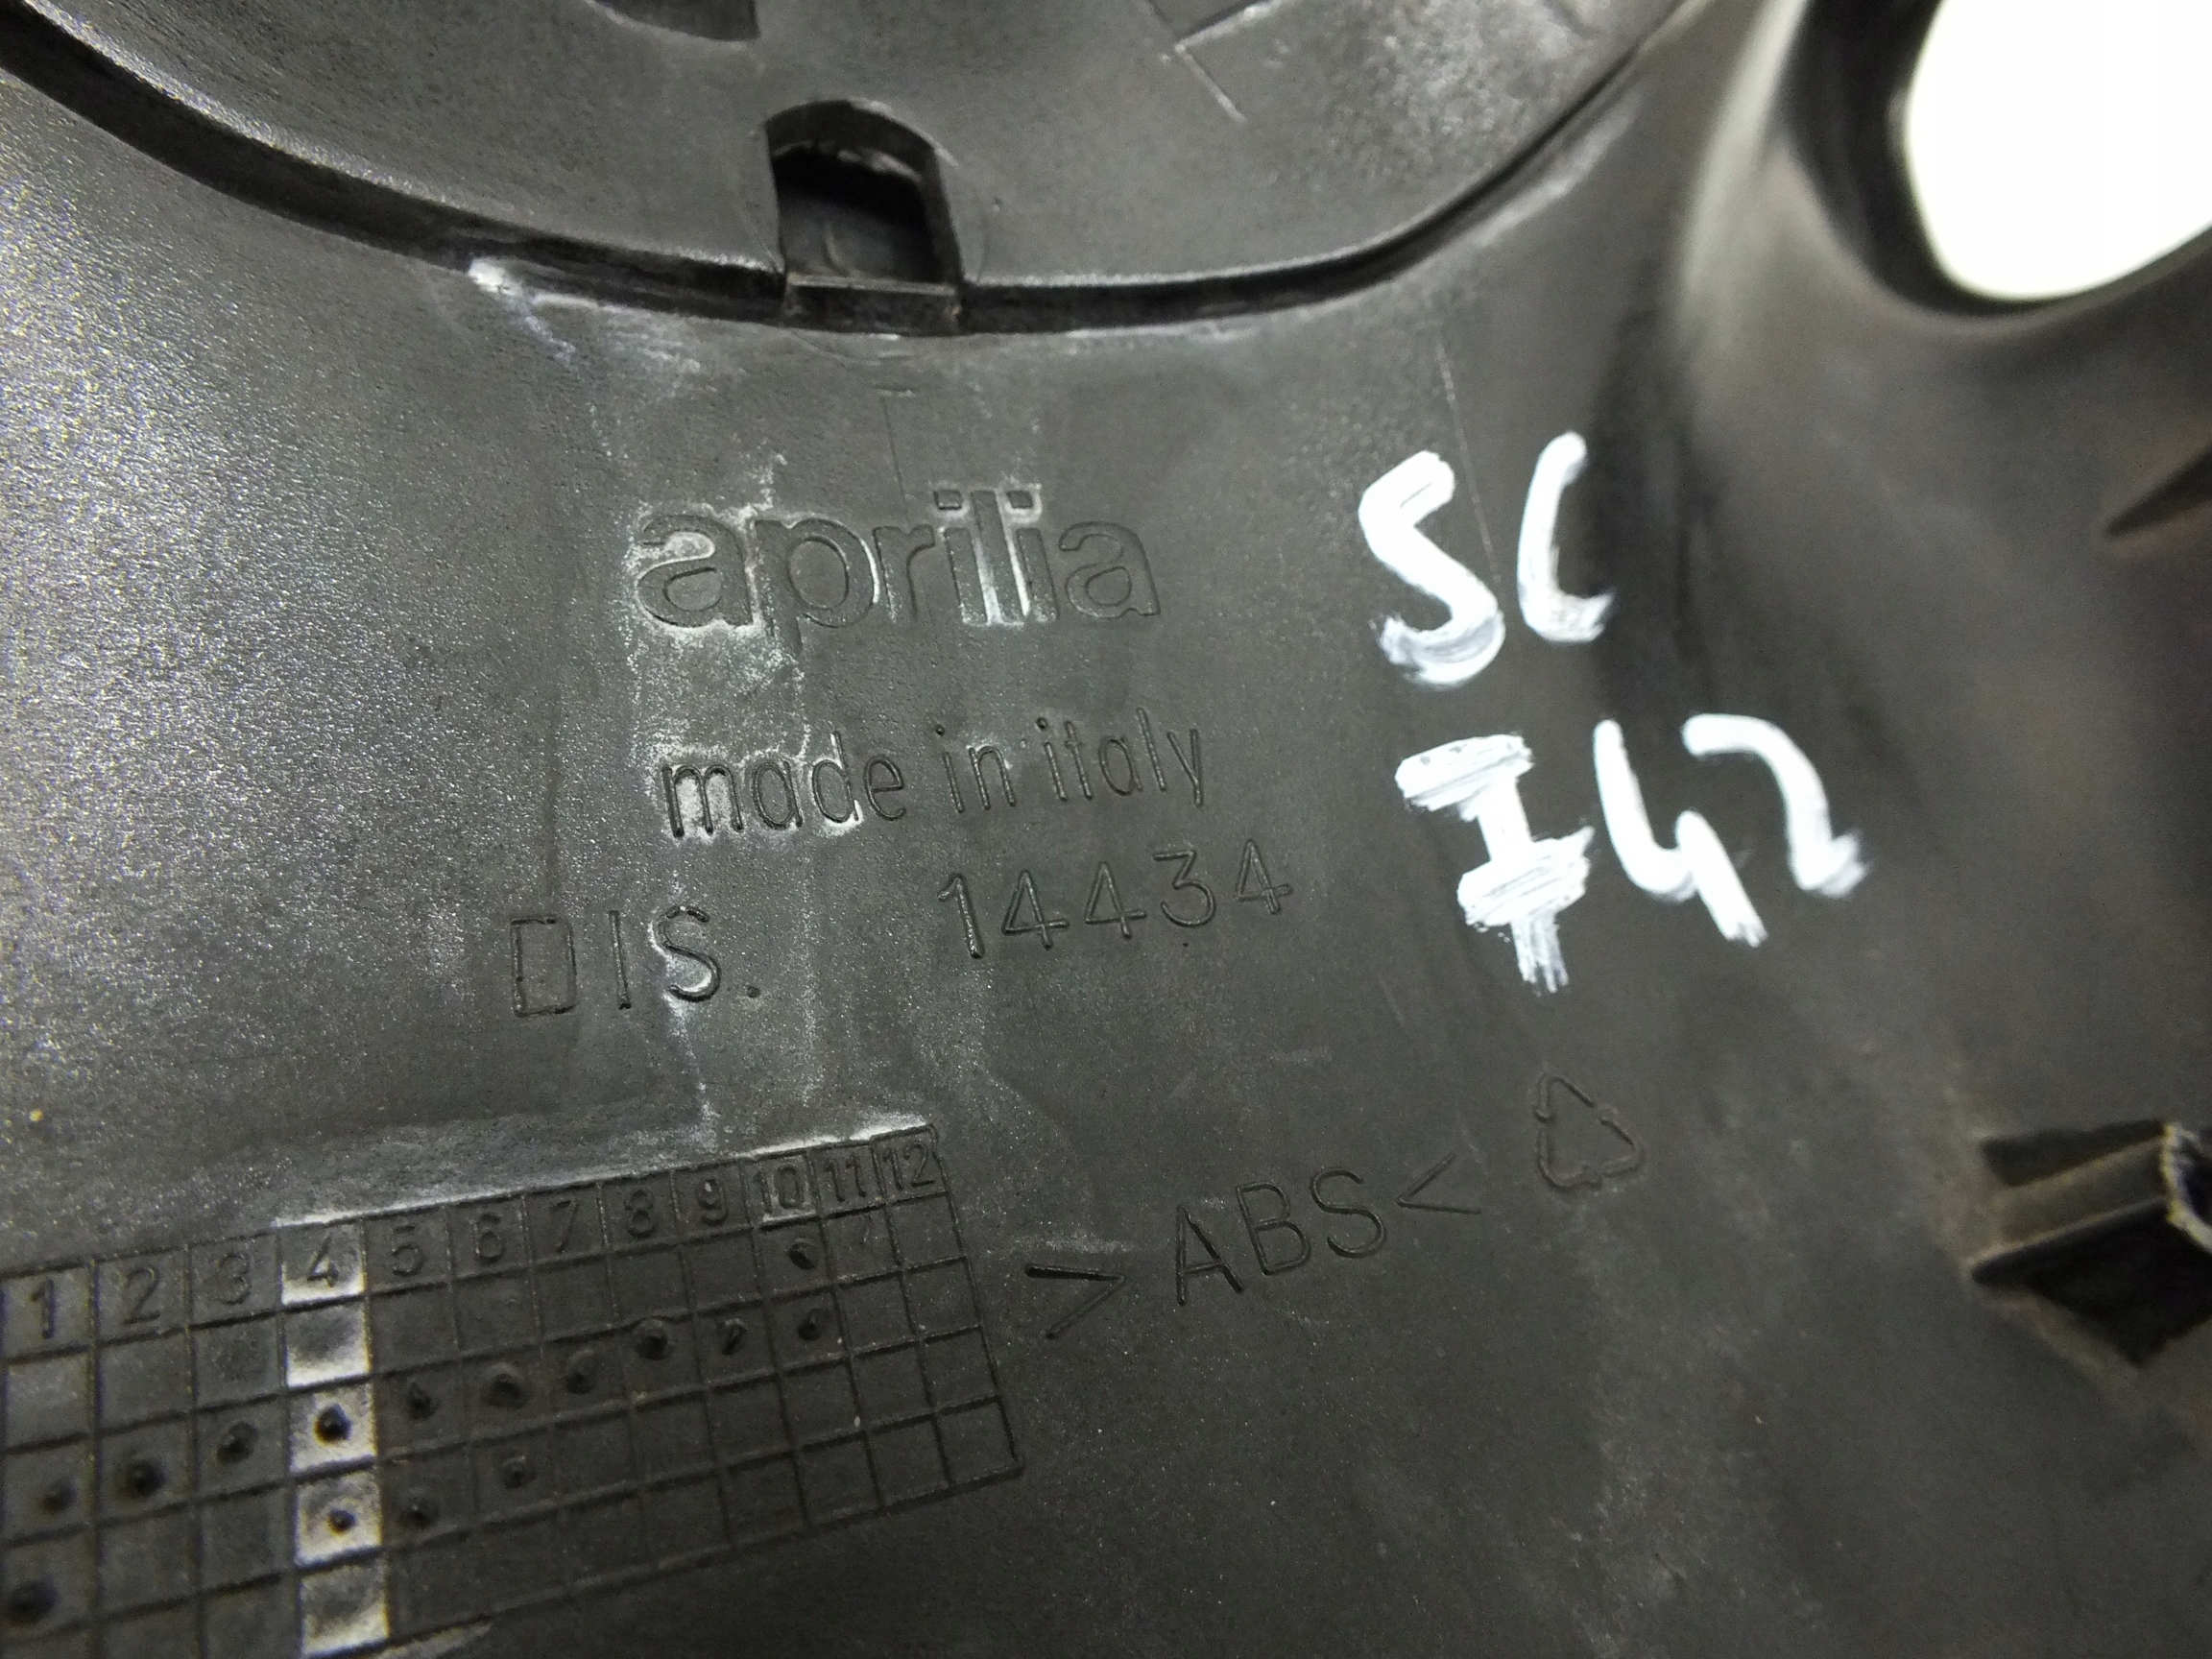 aprilia
made in italy
DIS. 14434
SC
742
>ABS<
1 2 3 4 5 6 7 8 9 10 11 12